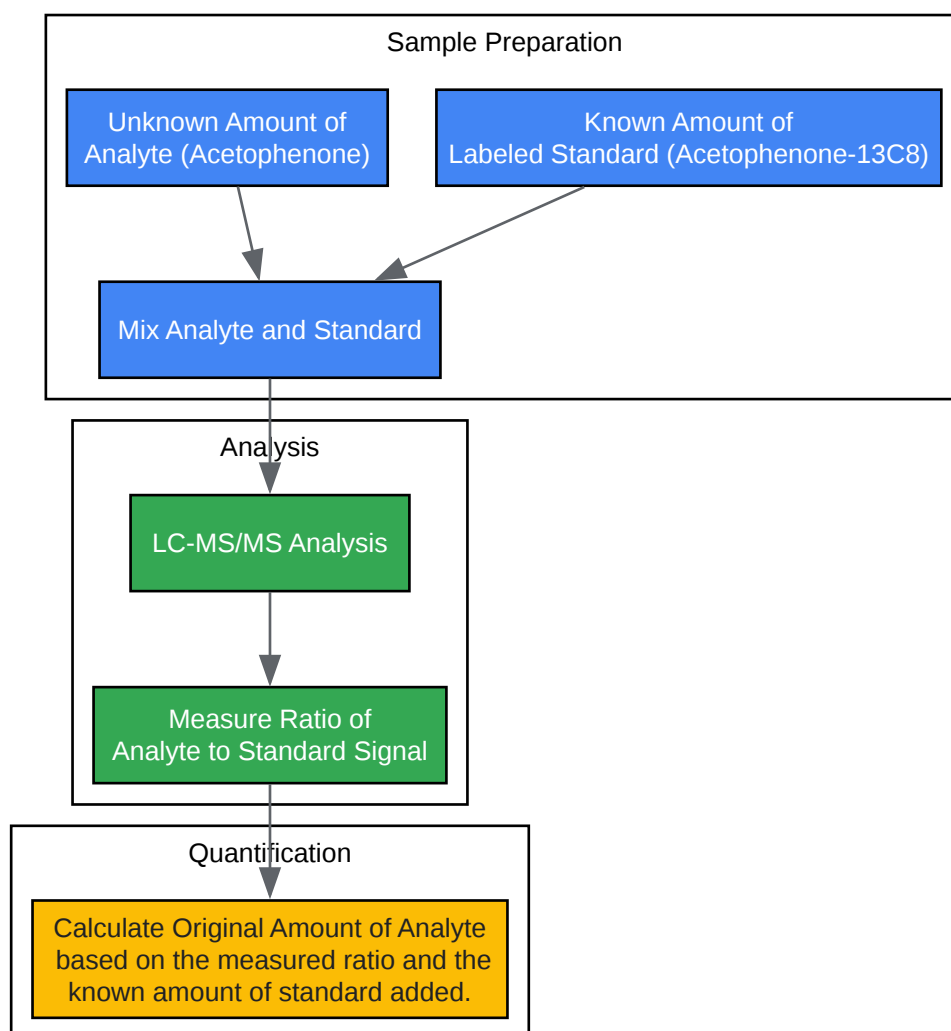 Sample Preparation
Unknown Amount of
Analyte (Acetophenone)
Known Amount of
Labeled Standard (Acetophenone-13C8)
Mix Analyte and Standard
Analysis
LC-MS/MS Analysis
Measure Ratio of
Analyte to Standard Signal
Quantification
Calculate Original Amount of Analyte
based on the measured ratio and the
known amount of standard added.